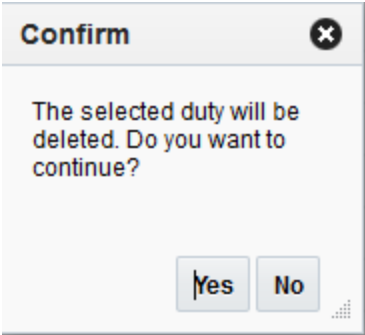 Confirm
The selected duty will be
deleted. Do you want to
continue?
Yes No